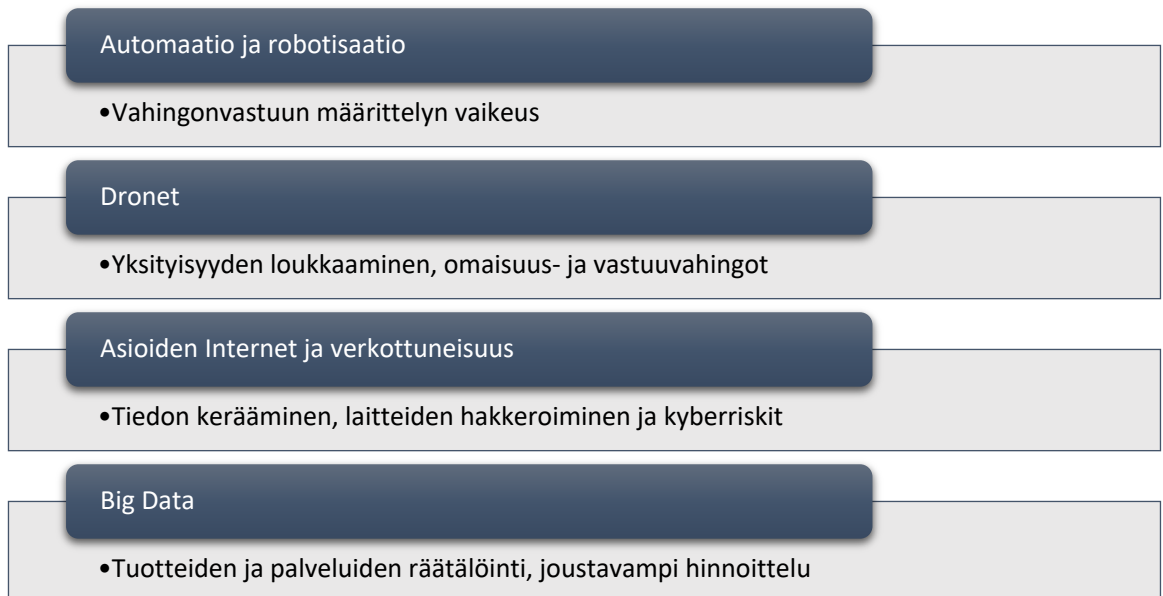 Automaatio ja robotisaatio
•Vahingonvastuun määrittelyn vaikeus
Dronet
•Yksityisyyden loukkaaminen, omaisuus- ja vastuuvahingot
Asioiden Internet ja verkottuneisuus
•Tiedon kerääminen, laitteiden hakkeroiminen ja kyberriskit
Big Data
•Tuotteiden ja palveluiden räätälöinti, joustavampi hinnoittelu